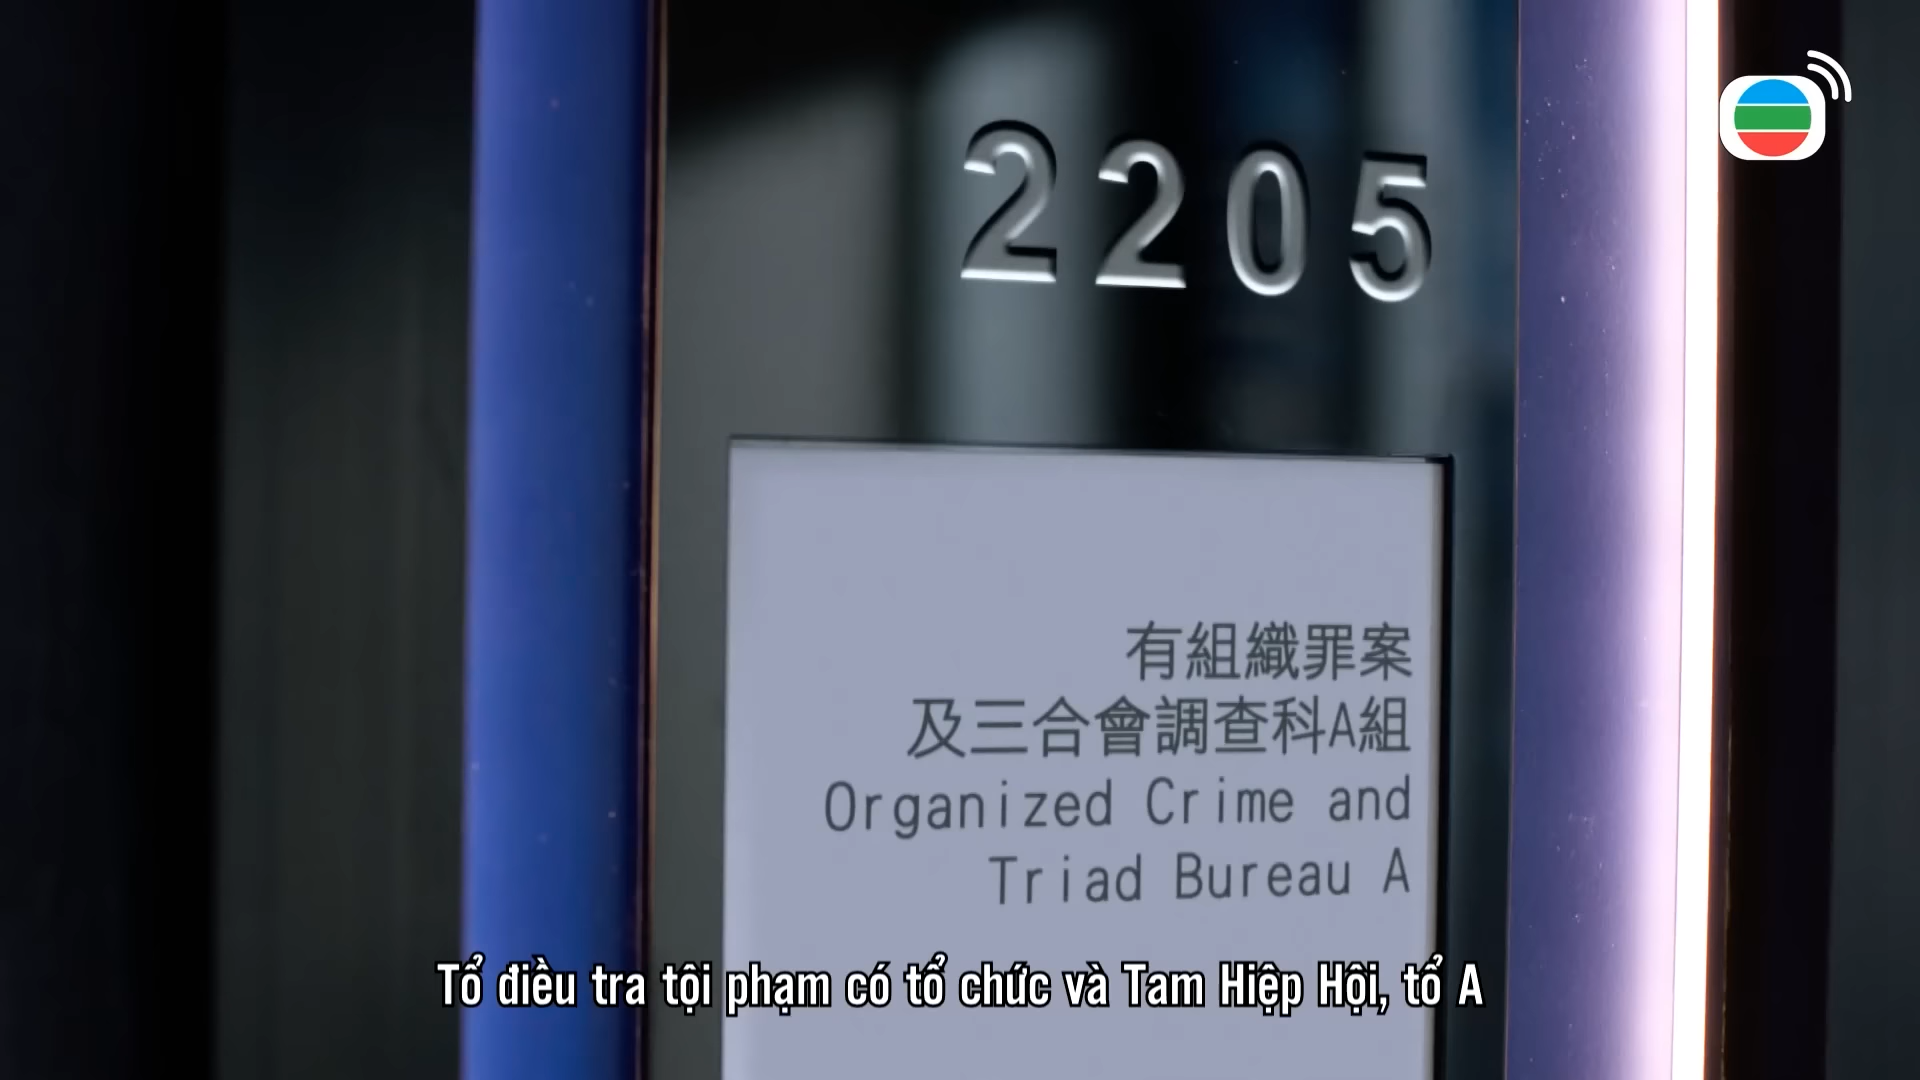 2205
有組織罪案
及三合會調查科A組
Organized Crime and
Triad Bureau A
Tổ điều tra tội phạm có tổ chức và Tam Hiệp Hội, tổ A